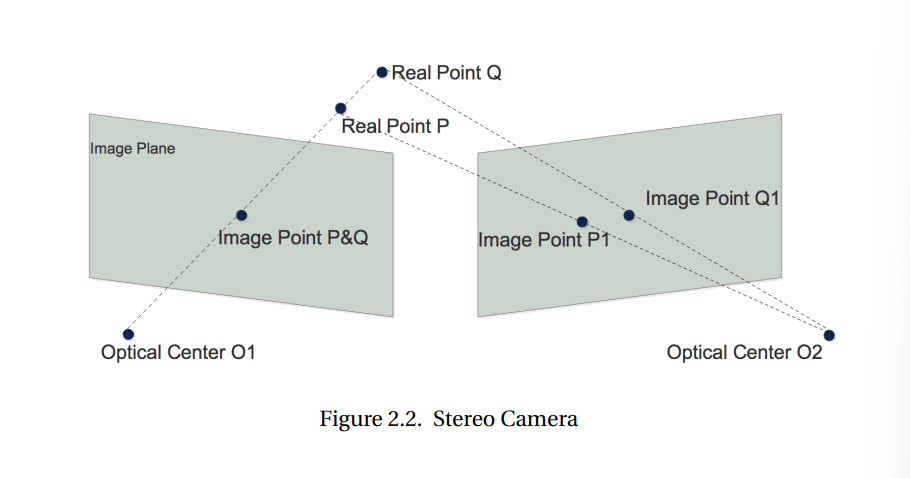 Real Point Q
Real Point P
Image Plane
Image Point Q1
Image Point P&Q
Image Point P1
Optical Center O1
Optical Center O2
Figure 2.2. Stereo Camera